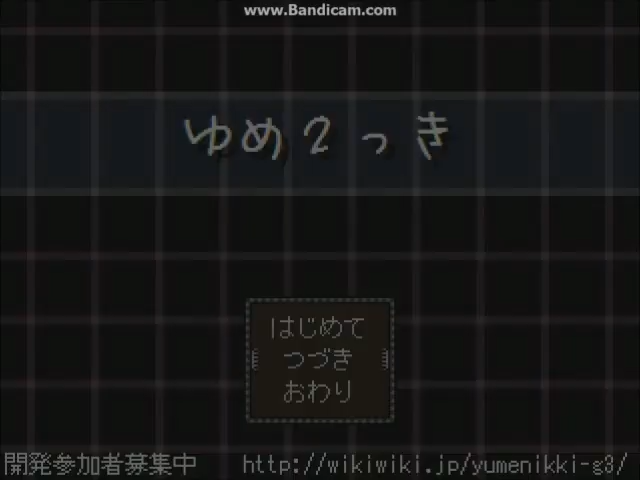 www.Bandicam.com
ゆめ2っき
はじめて
つづき
おわり
開発参加者募集中 http://wikiwiki.jp/yumenikki-g3/